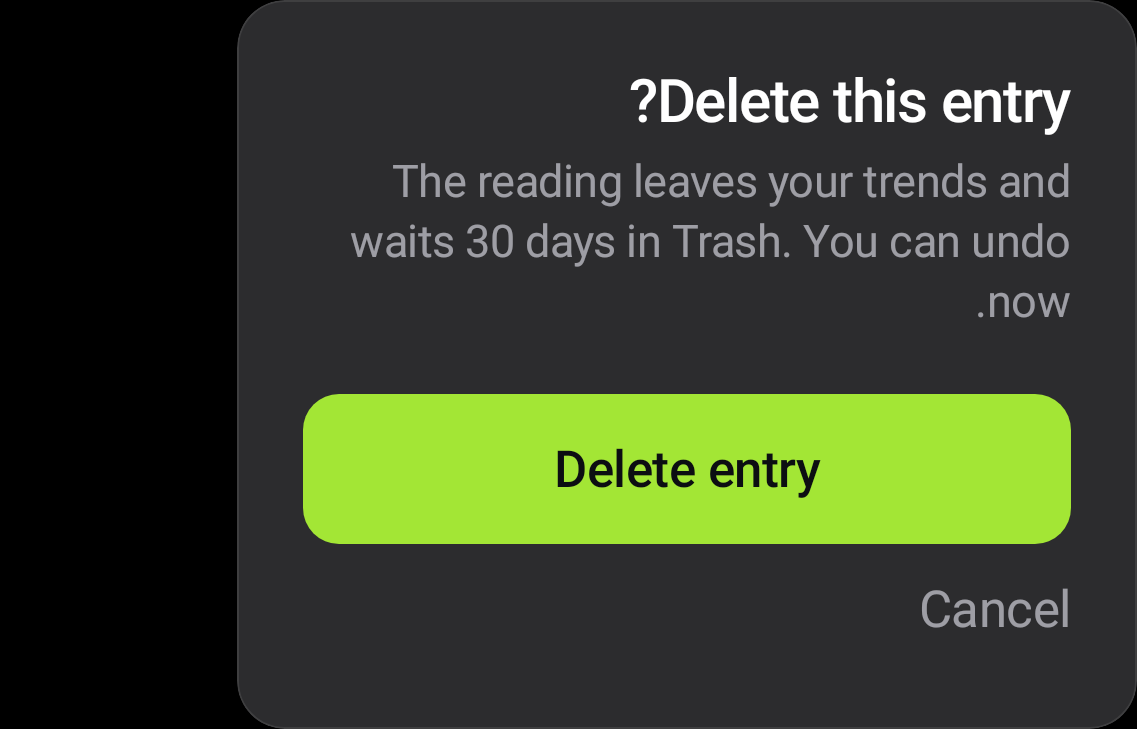 ?Delete this entry
The reading leaves your trends and
waits 30 days in Trash. You can undo
.now
Delete entry
Cancel